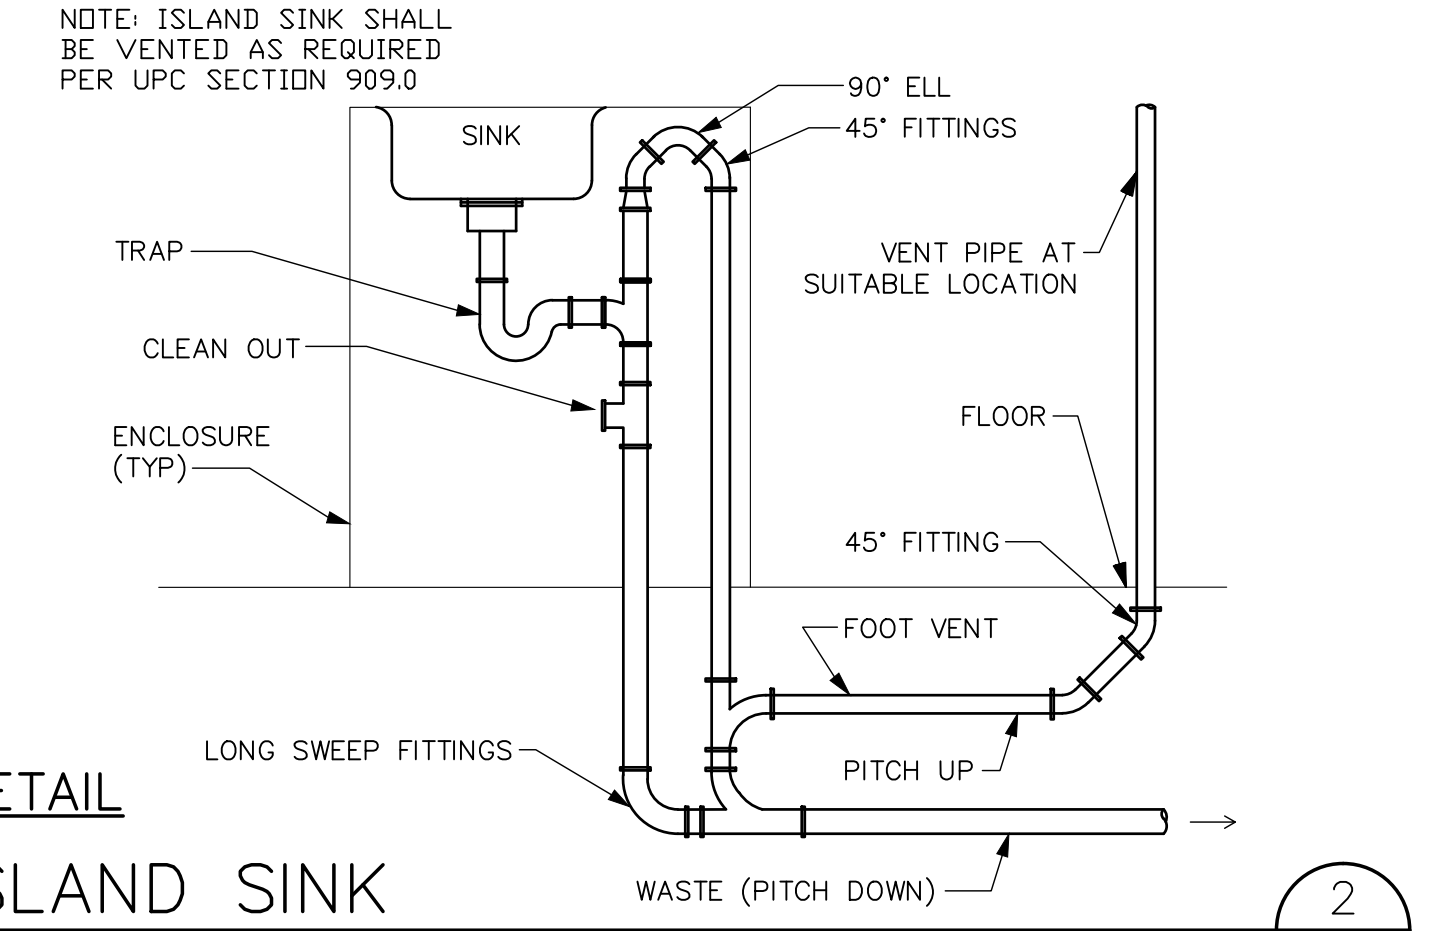 NOTE: ISLAND SINK SHALL
BE VENTED AS REQUIRED
PER UPC SECTION 909.0
90° ELL
45° FITTINGS
SINK
TRAP
VENT PIPE AT
SUITABLE LOCATION
CLEAN OUT
FLOOR
ENCLOSURE
(TYP)
45° FITTING
FOOT VENT
LONG SWEEP FITTINGS
PITCH UP
ETAIL
WASTE (PITCH DOWN)
SLAND SINK
2